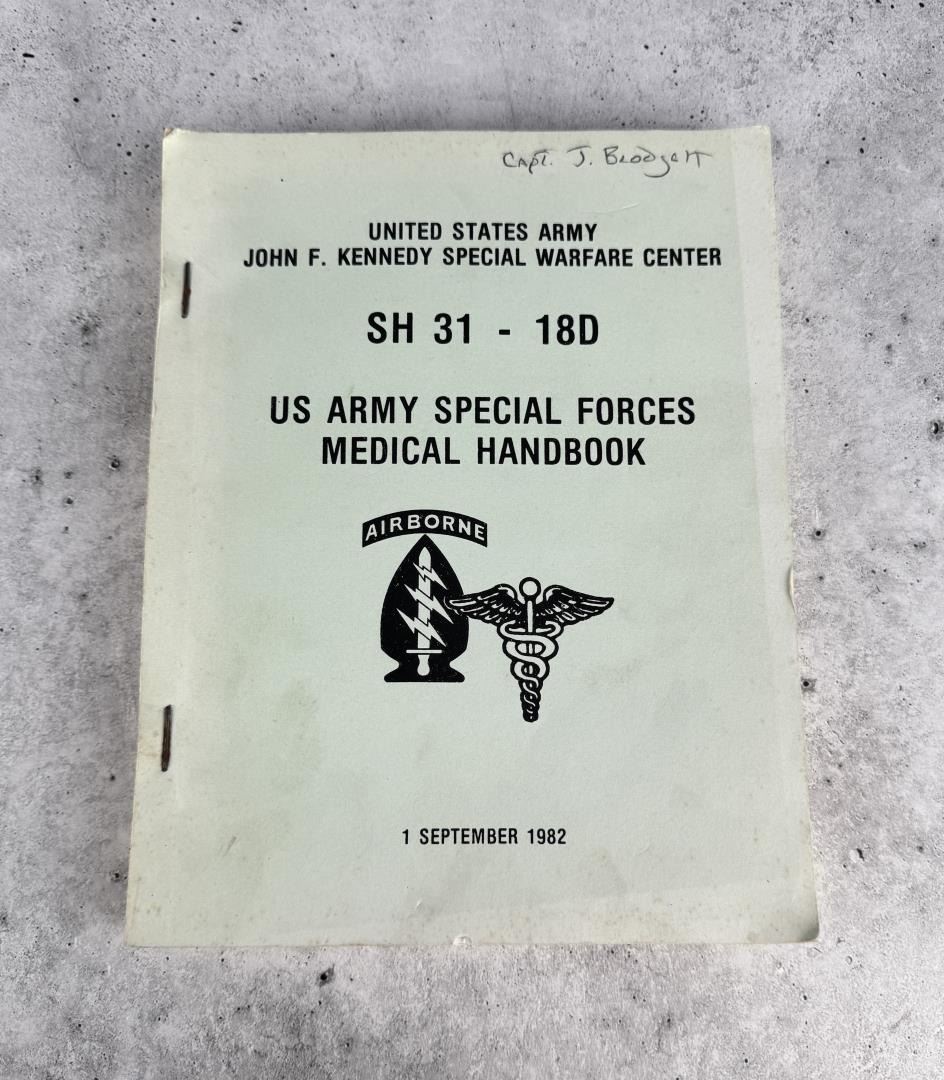 Capt. J. Blodgett
UNITED STATES ARMY
JOHN F. KENNEDY SPECIAL WARFARE CENTER
SH 31 - 18D
US ARMY SPECIAL FORCES
MEDICAL HANDBOOK
AIRBORNE
1 SEPTEMBER 1982